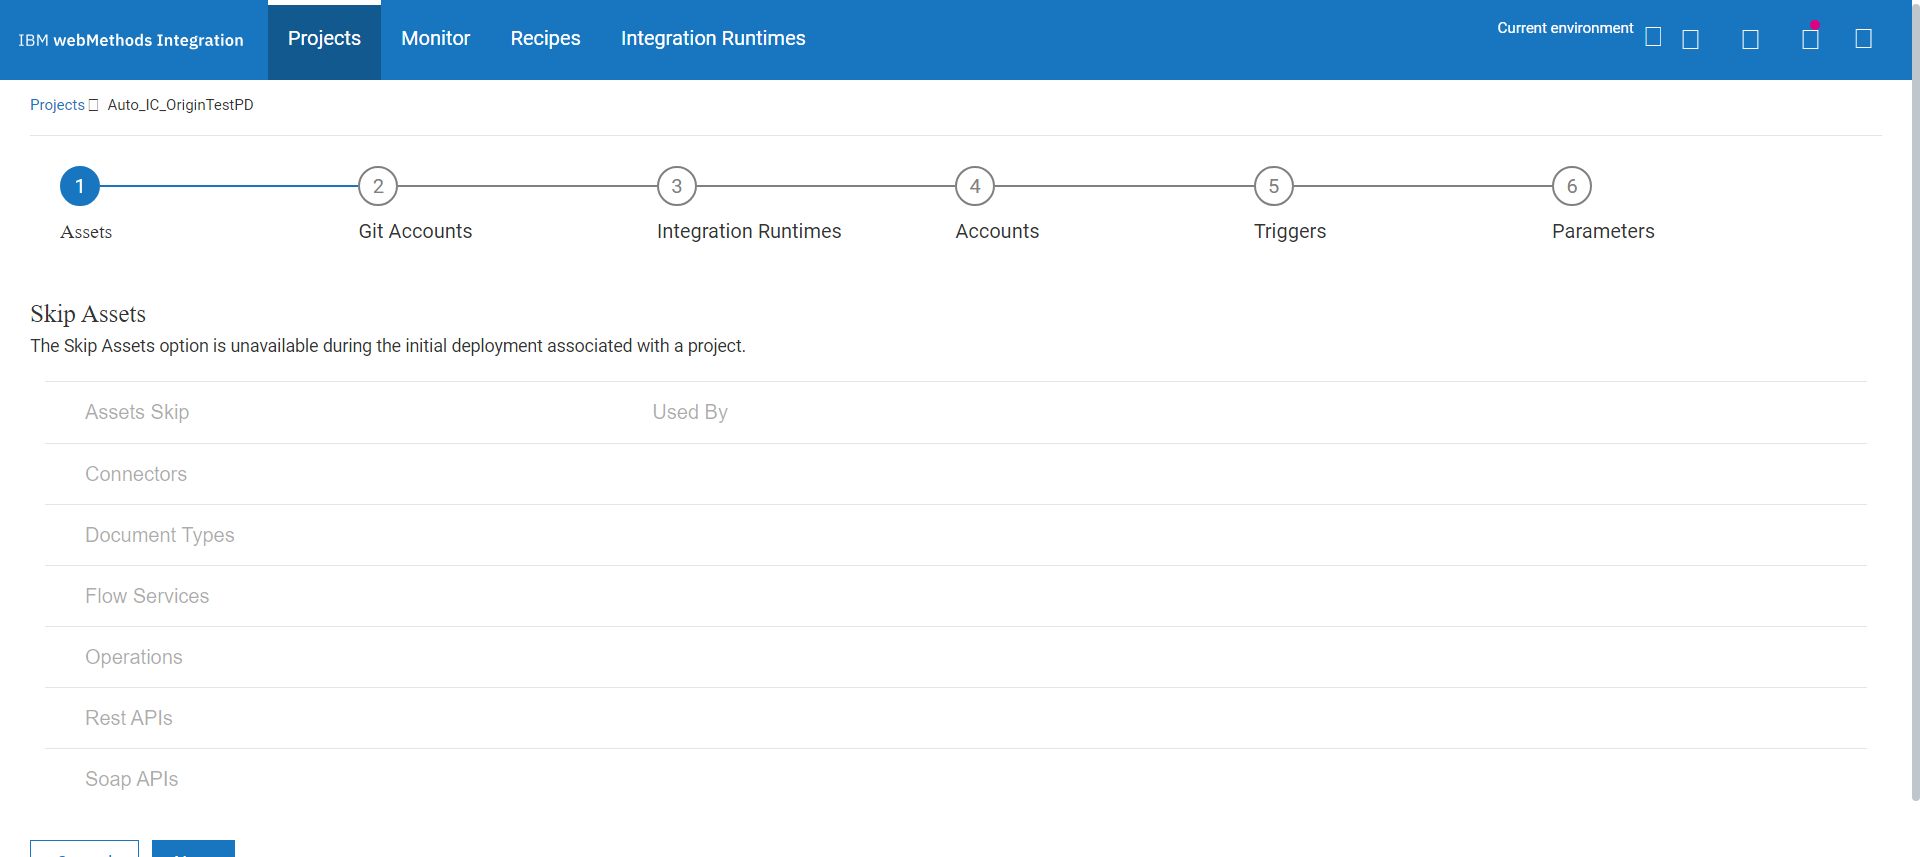 IBM webMethods Integration
Projects
Monitor
Recipes
Integration Runtimes
Current environment
Projects
Auto_IC_OriginTestPD
1
2
3
4
5
6
Assets
Git Accounts
Integration Runtimes
Accounts
Triggers
Parameters
Skip Assets
The Skip Assets option is unavailable during the initial deployment associated with a project.
Assets Skip
Used By
Connectors
Document Types
Flow Services
Operations
Rest APIs
Soap APIs